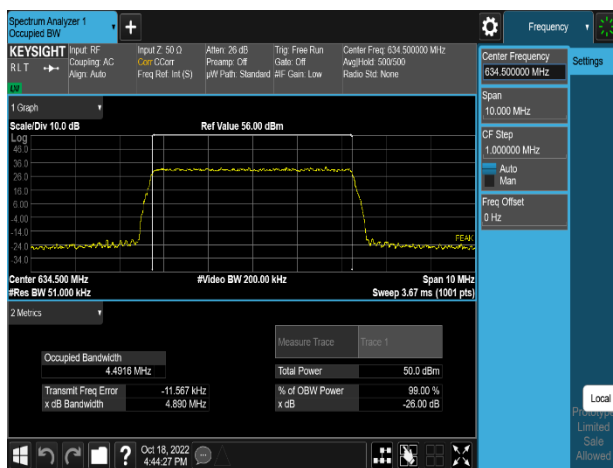 Spectrum Analyzer 1
Occupied BW
+
Frequency
KEYSIGHT Input: RF Input Z: 50 Ω Atten: 26 dB Trig: Free Run Center Freq: 634.500000 MHz
RLT Coupling: AC Corr CCorr Preamp: Off Gate: Off Avg|Hold: 500/500
Align: Auto Freq Ref: Int (S) µW Path: Standard #IF Gain: Low Radio Std: None
1 Graph
Scale/Div 10.0 dB Ref Value 56.00 dBm
Log
46.0
36.0
26.0
16.0
6.00
-4.00
-14.0
-24.0
-34.0
PEAK
Center 634.500 MHz #Video BW 200.00 kHz Span 10 MHz
#Res BW 51.000 kHz Sweep 3.67 ms (1001 pts)
2 Metrics
Measure Trace Trace 1
Occupied Bandwidth
4.4916 MHz
Total Power 50.0 dBm
Transmit Freq Error -11.567 kHz % of OBW Power 99.00 %
x dB Bandwidth 4.890 MHz x dB -26.00 dB
Center Frequency
634.500000 MHz
Settings
Span
10.000 MHz
CF Step
1.000000 MHz
Auto
Man
Freq Offset
0 Hz
Local
Prototype
Limited
Sale
Allowed
? Oct 18, 2022
4:44:27 PM